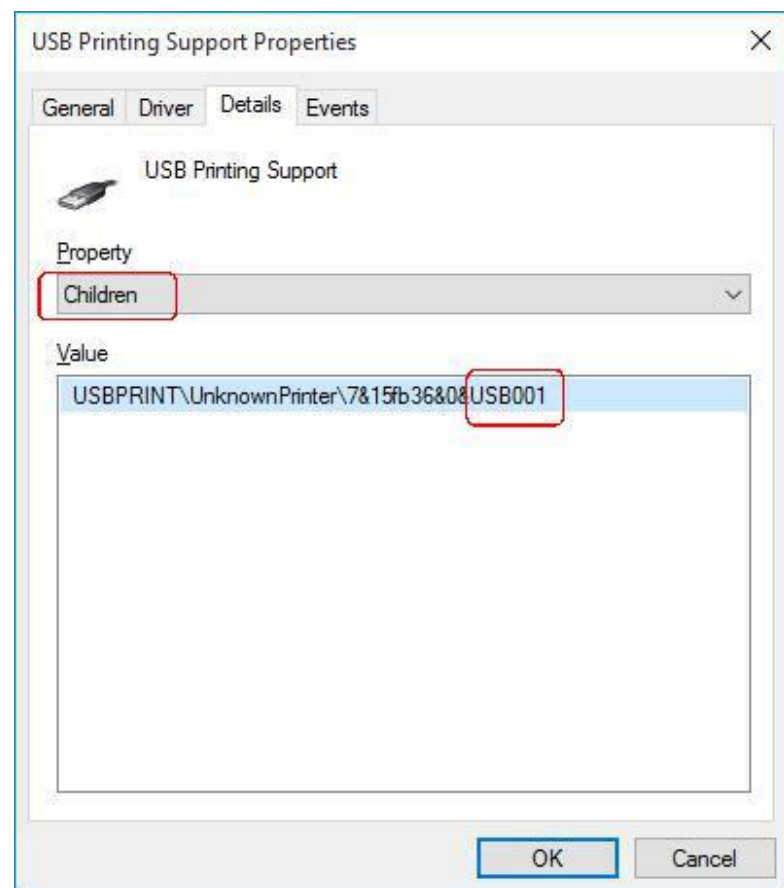 USB Printing Support Properties
General Driver Details Events
USB Printing Support
Property
Children
Value
USBPRINT\UnknownPrinter\7&15fb36&0&USB001
OK Cancel